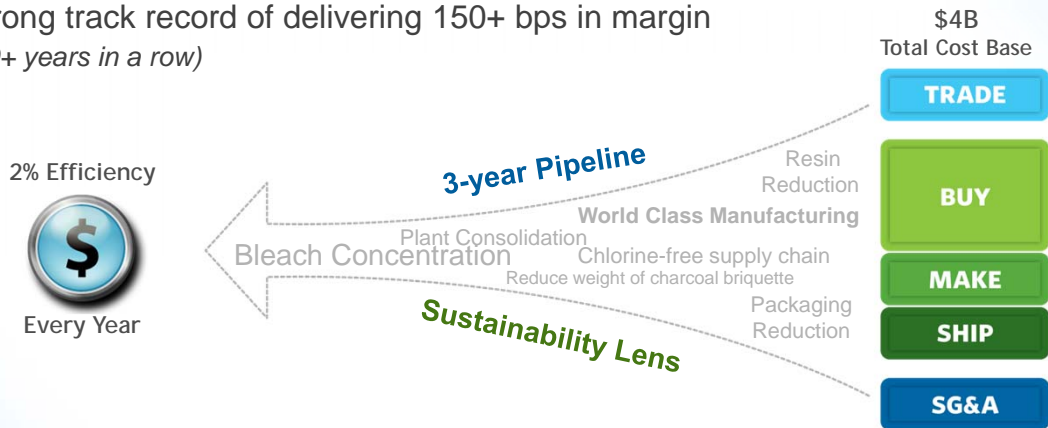 rong track record of delivering 150+ bps in margin
+ years in a row)
$4B
Total Cost Base
TRADE
2% Efficiency
3-year Pipeline
Resin
Reduction
BUY
$
World Class Manufacturing
Plant Consolidation
Bleach Concentration
Chlorine-free supply chain
Reduce weight of charcoal briquette
MAKE
Every Year
Sustainability Lens
Packaging
Reduction
SHIP
SG&A